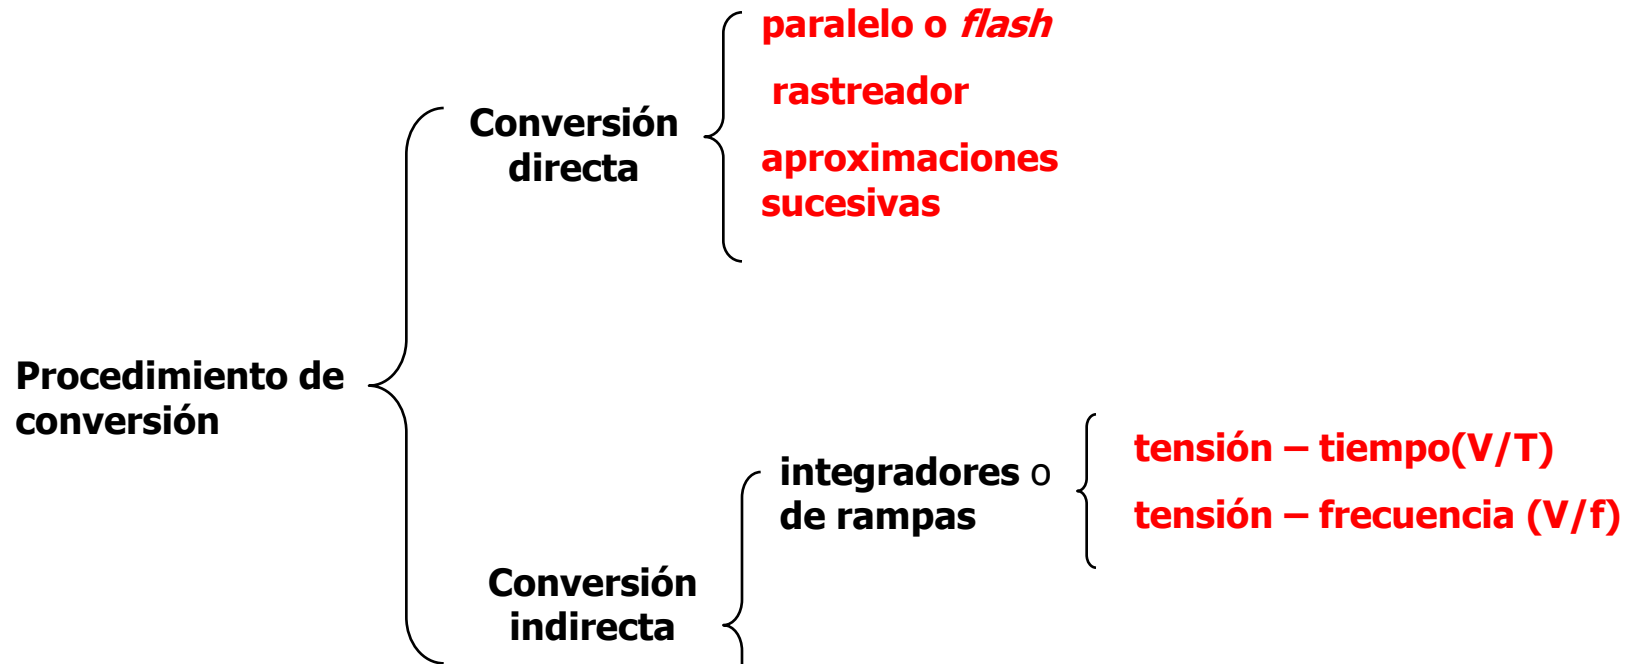 Procedimiento de
conversión
Conversión
directa
paralelo o flash
rastreador
aproximaciones
sucesivas
Conversión
indirecta
integradores o
de rampas
tensión – tiempo(V/T)
tensión – frecuencia (V/f)